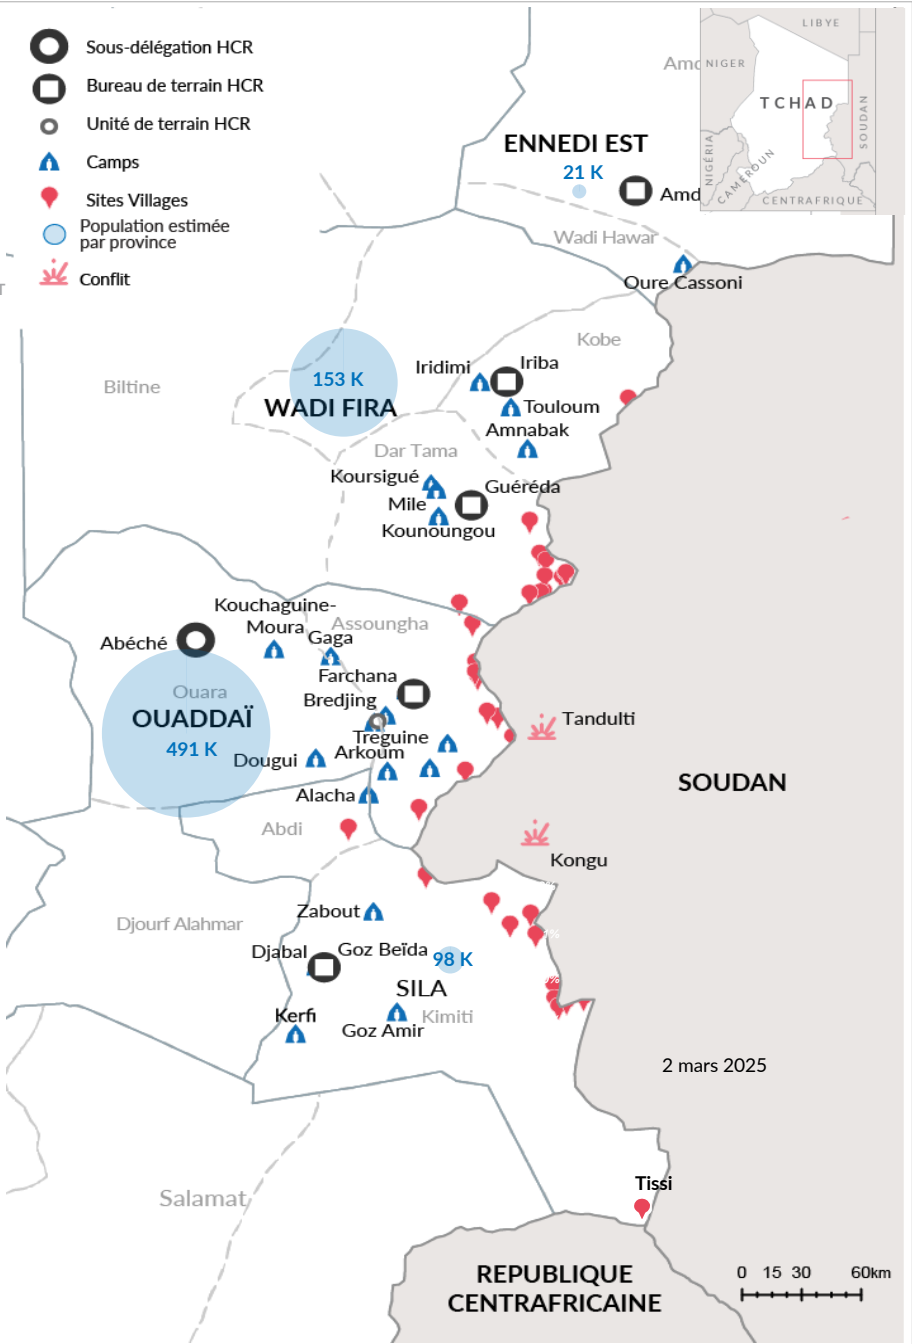 Sous-délégation HCR
Bureau de terrain HCR
Unité de terrain HCR
Camps
Sites Villages
Population estimée
par province
Conflit
LIBYE
NIGER
TCHAD
SOUDAN
NIGÉRIA
CAMEROUN
CENTRAFRIQUE
ENNEDI EST
21 K
Wadi Hawar
Oure Cassoni
Kobe
Iriba
Iridimi
153 K
WADI FIRA
Biltine
Touloum
Amnabak
Dar Tama
Koursigué
Guéréda
Mile
Kounoungou
Kouchaguine-
Moura
Assoungha
Gaga
Abéché
Farchana
Ouara
Bredjing
OUADDAÏ
Tandulti
Treguine
491 K
Arkoum
Dougui
SOUDAN
Alacha
Abdi
Kongu
Zabout
Djourf Alahmar
Djabal
Goz Beïda
98 K
SILA
Kerfi
Kimiti
Goz Amir
2 mars 2025
Tissi
Salamat
REPUBLIQUE
CENTRAFRICAINE
0 15 30 60km